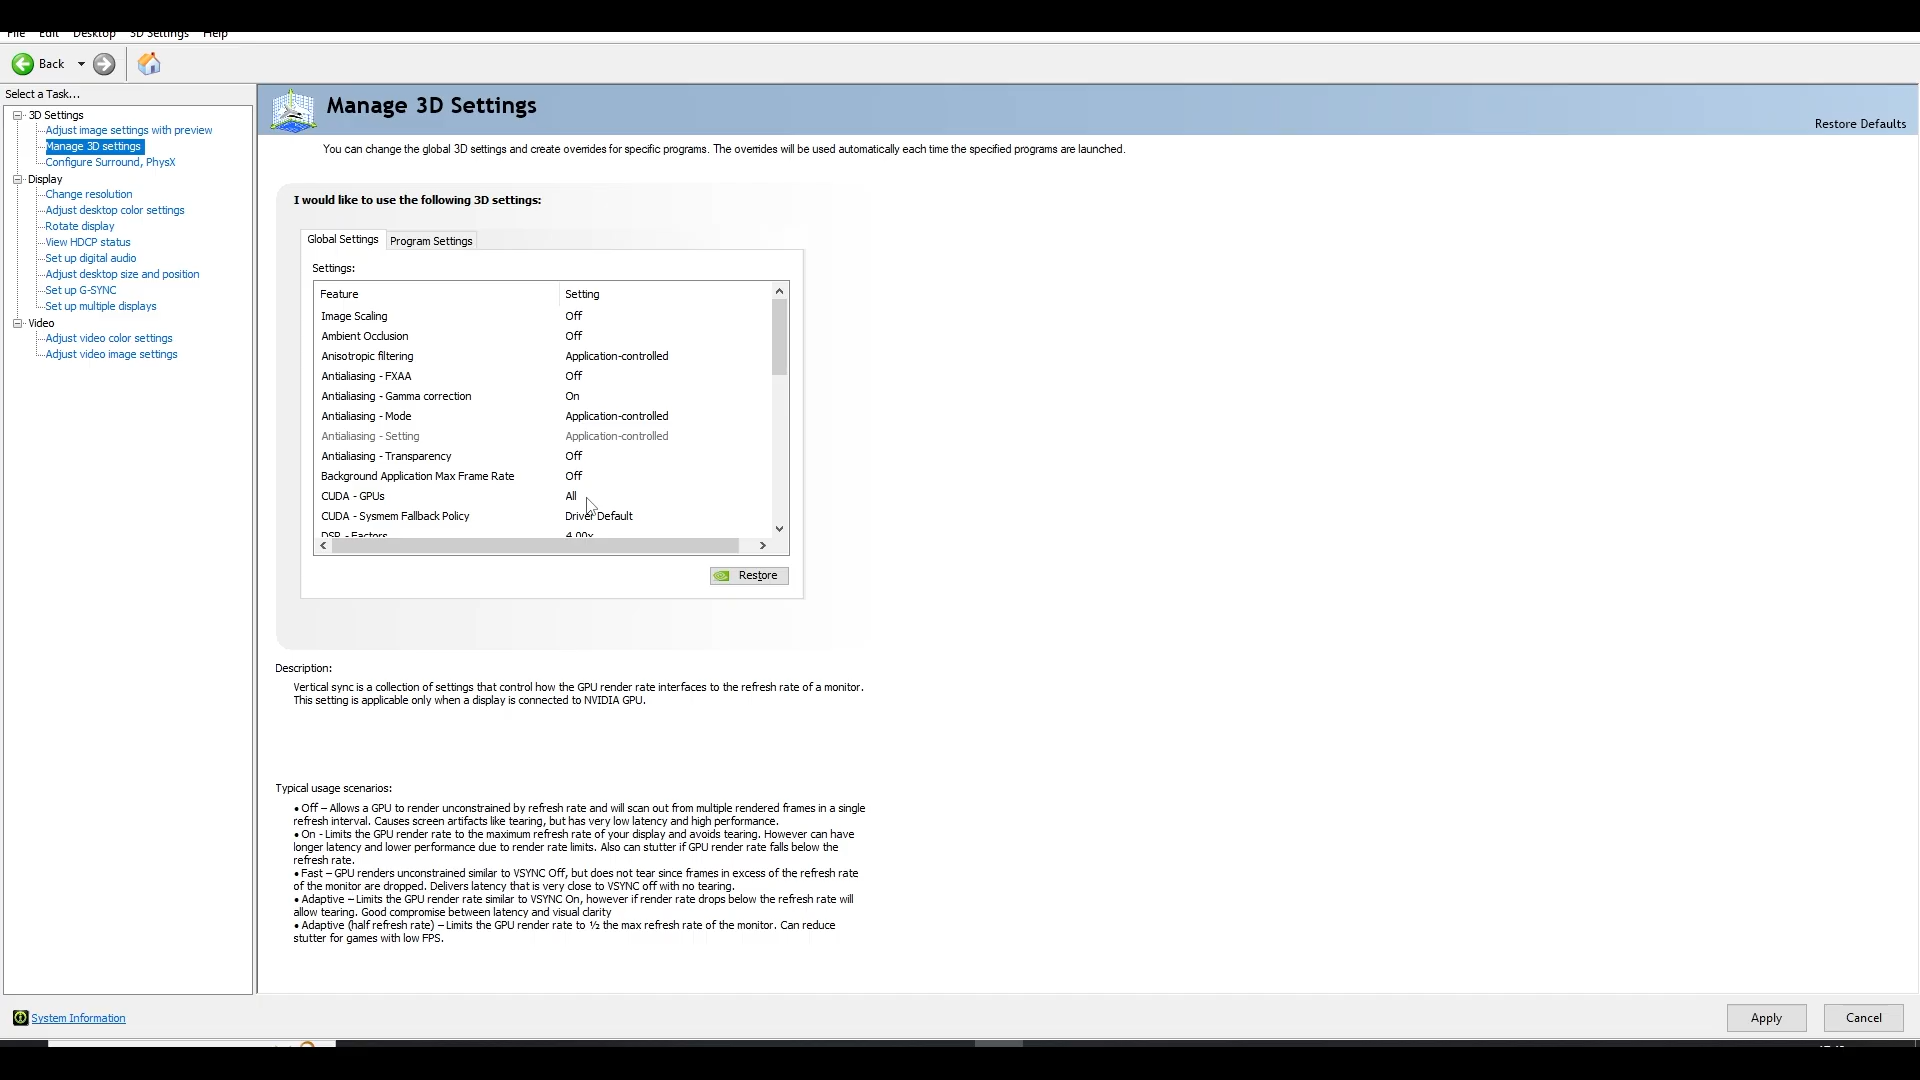 File Edit Desktop 3D Settings Help
Back
Select a Task...
3D Settings
Adjust image settings with preview
Manage 3D settings
Configure Surround, PhysX
Display
Change resolution
Adjust desktop color settings
Rotate display
View HDCP status
Set up digital audio
Adjust desktop size and position
Set up G-SYNC
Set up multiple displays
Video
Adjust video color settings
Adjust video image settings
System Information
Manage 3D Settings
Restore Defaults
You can change the global 3D settings and create overrides for specific programs. The overrides will be used automatically each time the specified programs are launched.
I would like to use the following 3D settings:
Global Settings Program Settings
Settings:
Feature Setting
Image Scaling Off
Ambient Occlusion Off
Anisotropic filtering Application-controlled
Antialiasing - FXAA Off
Antialiasing - Gamma correction On
Antialiasing - Mode Application-controlled
Antialiasing - Setting Application-controlled
Antialiasing - Transparency Off
Background Application Max Frame Rate Off
CUDA - GPUs All
CUDA - Sysmem Fallback Policy Driver Default
DSR - Factors 4.00x
Restore
Description:
Vertical sync is a collection of settings that control how the GPU render rate interfaces to the refresh rate of a monitor.
This setting is applicable only when a display is connected to NVIDIA GPU.
Typical usage scenarios:
• Off – Allows a GPU to render unconstrained by refresh rate and will scan out from multiple rendered frames in a single
refresh interval. Causes screen artifacts like tearing, but has very low latency and high performance.
• On - Limits the GPU render rate to the maximum refresh rate of your display and avoids tearing. However can have
longer latency and lower performance due to render rate limits. Also can stutter if GPU render rate falls below the
refresh rate.
• Fast – GPU renders unconstrained similar to VSYNC Off, but does not tear since frames in excess of the refresh rate
of the monitor are dropped. Delivers latency that is very close to VSYNC off with no tearing.
• Adaptive – Limits the GPU render rate similar to VSYNC On, however if render rate drops below the refresh rate will
allow tearing. Good compromise between latency and visual clarity
• Adaptive (half refresh rate) – Limits the GPU render rate to ½ the max refresh rate of the monitor. Can reduce
stutter for games with low FPS.
Apply Cancel